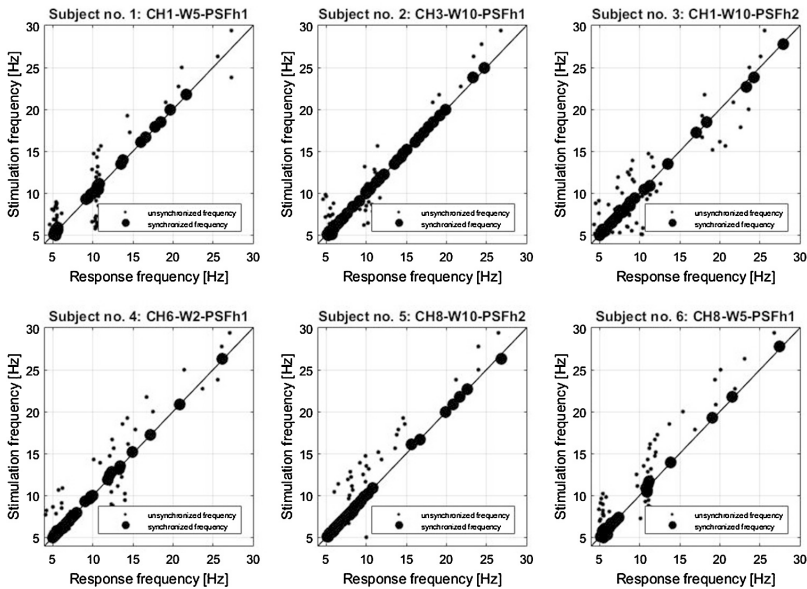 Subject no. 1: CH1-W5-PSFh1
Stimulation frequency [Hz]
30
25
20
15
10
5
unsynchronized frequency
synchronized frequency
5 10 15 20 25 30
Response frequency [Hz]
Subject no. 2: CH3-W10-PSFh1
Stimulation frequency [Hz]
30
25
20
15
10
5
unsynchronized frequency
synchronized frequency
5 10 15 20 25 30
Response frequency [Hz]
Subject no. 3: CH1-W10-PSFh2
Stimulation frequency [Hz]
30
25
20
15
10
5
unsynchronized frequency
synchronized frequency
5 10 15 20 25 30
Response frequency [Hz]
Subject no. 4: CH6-W2-PSFh1
Stimulation frequency [Hz]
30
25
20
15
10
5
unsynchronized frequency
synchronized frequency
5 10 15 20 25 30
Response frequency [Hz]
Subject no. 5: CH8-W10-PSFh2
Stimulation frequency [Hz]
30
25
20
15
10
5
unsynchronized frequency
synchronized frequency
5 10 15 20 25 30
Response frequency [Hz]
Subject no. 6: CH8-W5-PSFh1
Stimulation frequency [Hz]
30
25
20
15
10
5
unsynchronized frequency
synchronized frequency
5 10 15 20 25 30
Response frequency [Hz]